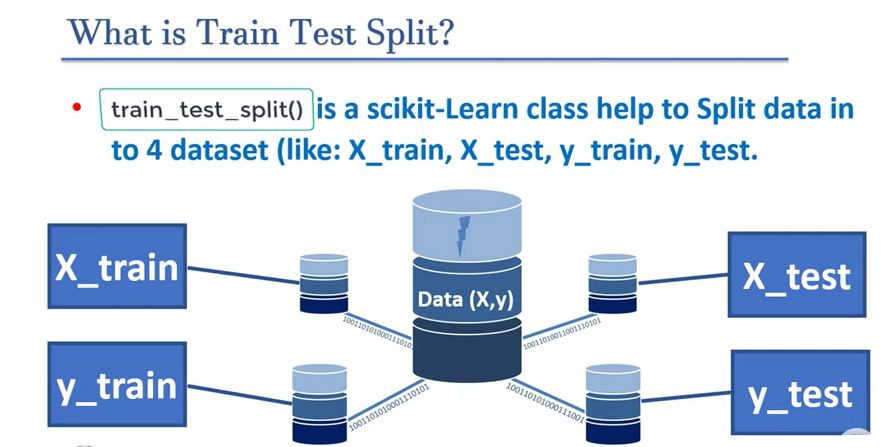 What is Train Test Split?
• train_test_split() is a scikit-Learn class help to Split data in
to 4 dataset (like: X_train, X_test, y_train, y_test.
X_train
X_test
Data (X,y)
y_train
y_test